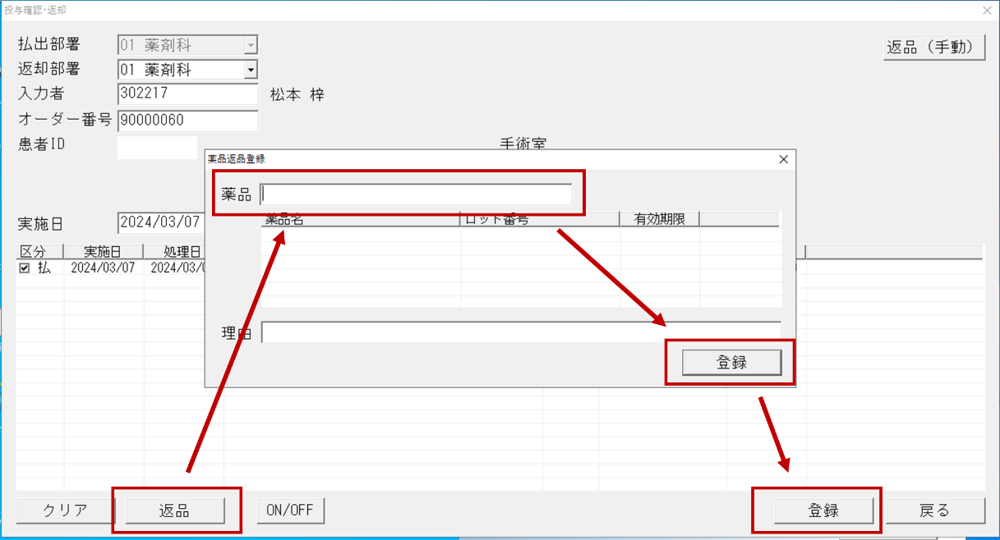 投与確認・返却
払出部署 01 薬剤科
返品（手動）
返却部署 01 薬剤科
入力者 302217 松本 梓
オーダー番号 90000060
患者ID
手術室
薬品返品登録
薬品
薬品名 ロット番号 有効期限
実施日 2024/03/07
区分 実施日 処理日
払 2024/03/07 2024/03/0
理由
登録
クリア 返品 ON/OFF 登録 戻る